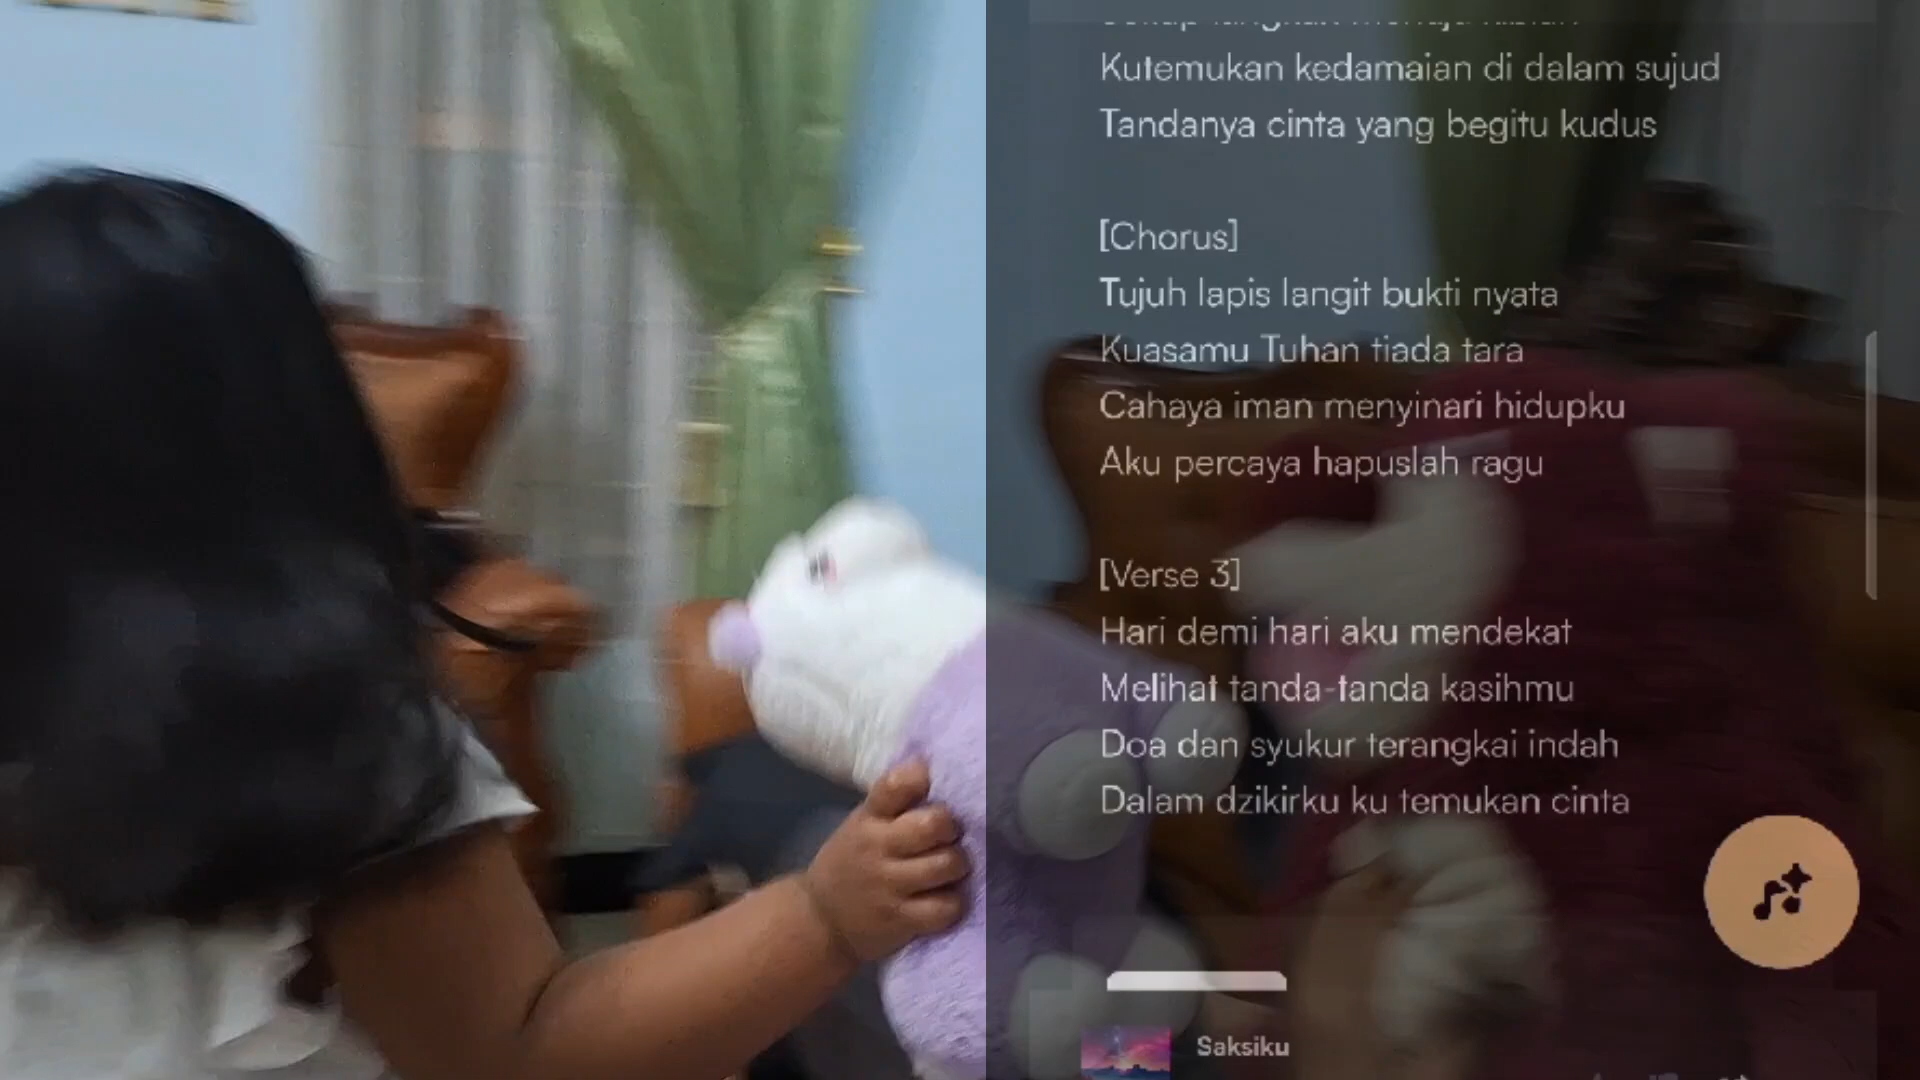 Kutemukan kedamaian di dalam sujud
Tandanya cinta yang begitu kudus
[Chorus]
Tujuh lapis langit bukti nyata
Kuasamu Tuhan tiada tara
Cahaya iman menyinari hidupku
Aku percaya hapuslah ragu
[Verse 3]
Hari demi hari aku mendekat
Melihat tanda-tanda kasihmu
Doa dan syukur terangkai indah
Dalam dzikirku ku temukan cinta
Saksiku